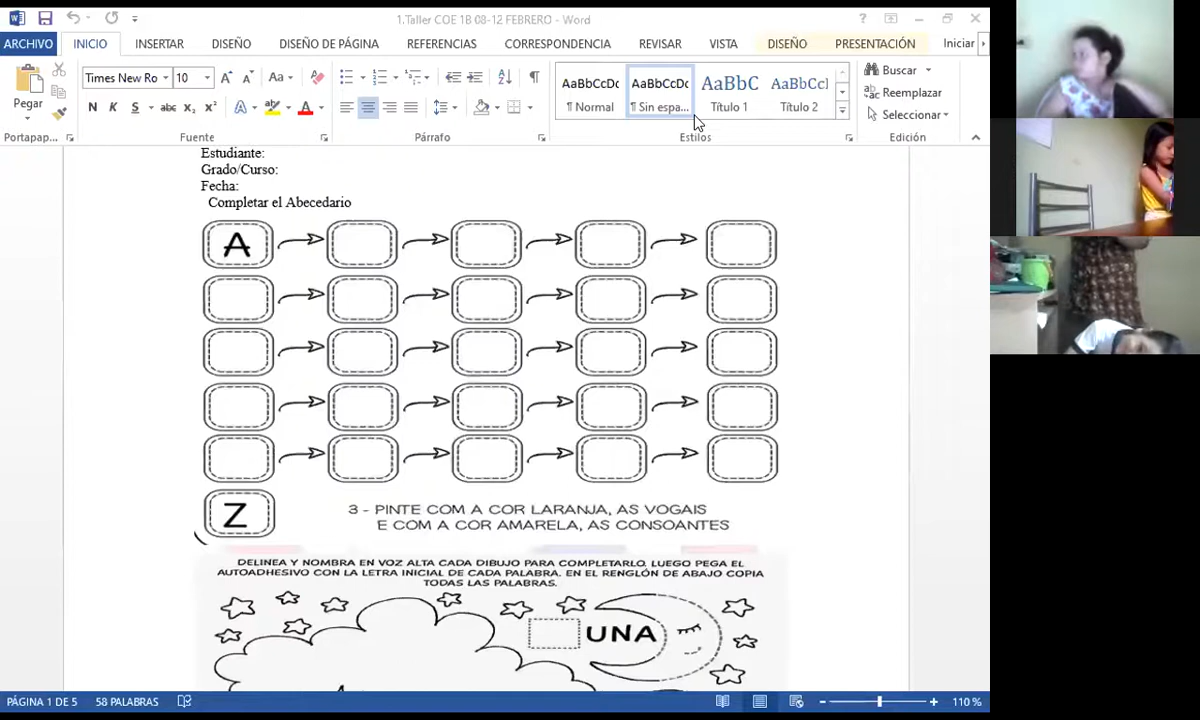 1.Taller COE 1B 08-12 FEBRERO - Word
ARCHIVO INICIO INSERTAR DISEÑO DISEÑO DE PÁGINA REFERENCIAS CORRESPONDENCIA REVISAR VISTA DISEÑO PRESENTACIÓN Iniciar
Times New Ro 10 Aa
Pegar
N K S abc x₂ x² A A
AaBbCcDc AaBbCcDc AaBbC AaBbCcI
¶ Normal ¶ Sin espa... Título 1 Título 2
Buscar
Reemplazar
Seleccionar
Portapap... Fuente Párrafo Estilos Edición
Estudiante:
Grado/Curso:
Fecha:
Completar el Abecedario
A
Z
3 - PINTE COM A COR LARANJA, AS VOGAIS
E COM A COR AMARELA, AS CONSOANTES
DELINEA Y NOMBRA EN VOZ ALTA CADA DIBUJO PARA COMPLETARLO. LUEGO PEGA EL
AUTOADHESIVO CON LA LETRA INICIAL DE CADA PALABRA. EN EL RENGLÓN DE ABAJO COPIA
TODAS LAS PALABRAS.
UNA
PÁGINA 1 DE 5 58 PALABRAS 110 %